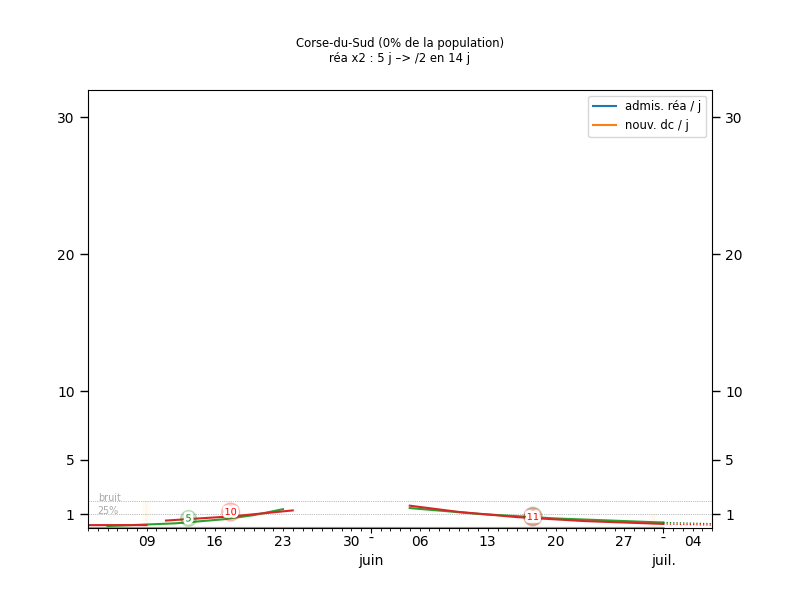 Corse-du-Sud (0% de la population)
réa x2 : 5 j –> /2 en 14 j
admis. réa / j
nouv. dc / j
30 30
20 20
10 10
5 5
bruit
25%
1 1
5 10 11
09 16 23 30 - 06 13 20 27 - 04
juin juil.